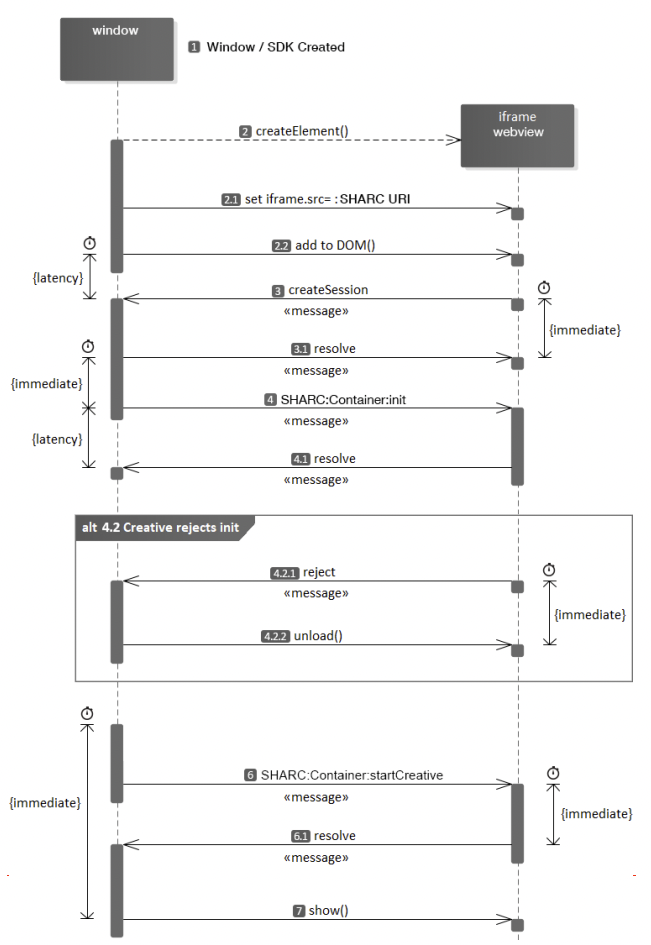 window
1 Window / SDK Created
iframe
webview
2 createElement()
2.1 set iframe.src= :SHARC URI
2.2 add to DOM()
{latency}
3 createSession
«message»
{immediate}
3.1 resolve
«message»
{immediate}
4 SHARC:Container:init
«message»
{latency}
4.1 resolve
«message»
alt 4.2 Creative rejects init
4.2.1 reject
«message»
{immediate}
4.2.2 unload()
6 SHARC:Container:startCreative
«message»
{immediate}
{immediate}
6.1 resolve
«message»
7 show()